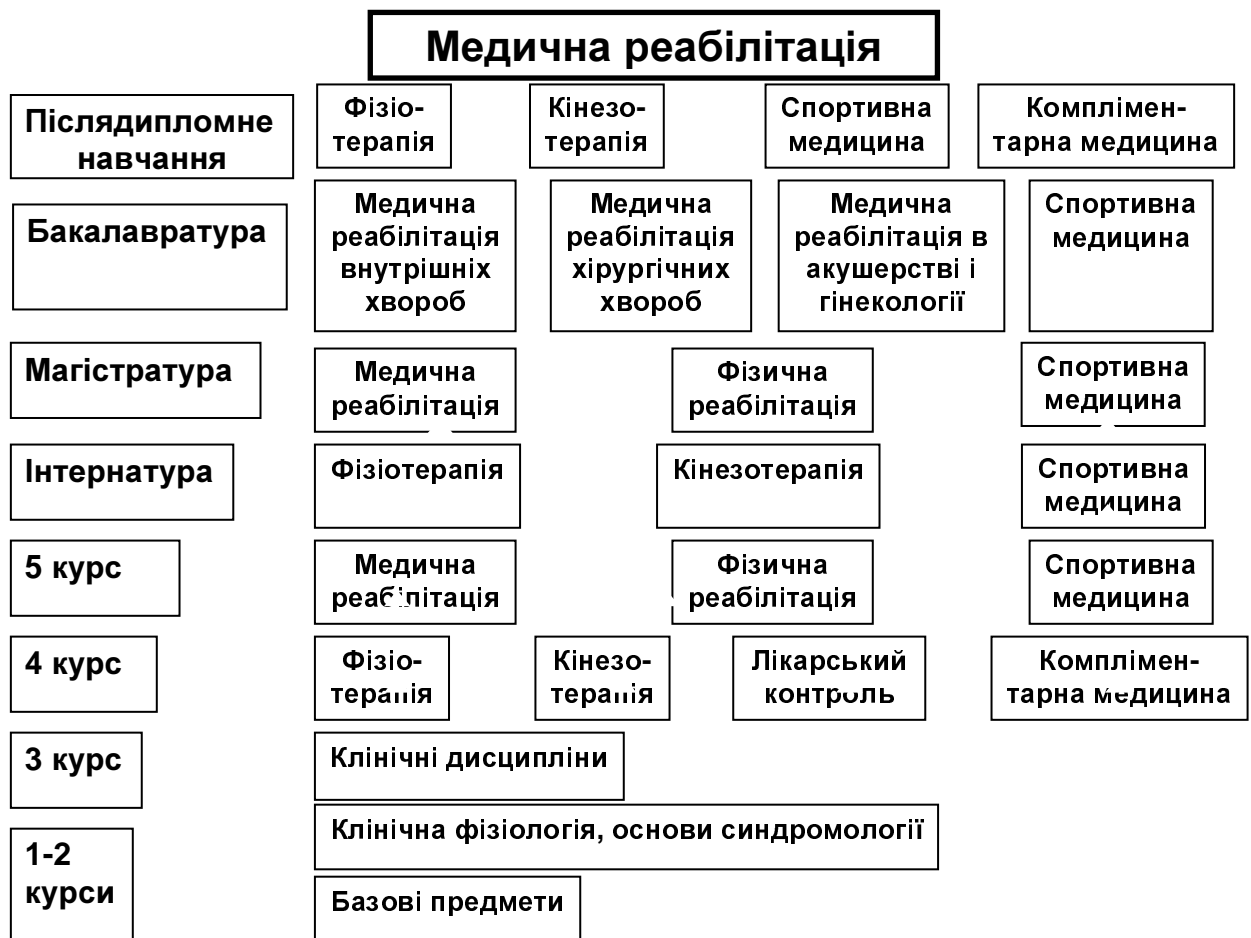 Медична реабілітація
Післядипломне
навчання
Фізіо-
терапія
Кінезо-
терапія
Спортивна
медицина
Комплімен-
тарна медицина
Бакалавратура
Медична
реабілітація
внутрішніх
хвороб
Медична
реабілітація
хірургічних
хвороб
Медична
реабілітація в
акушерстві і
гінекології
Спортивна
медицина
Магістратура
Медична
реабілітація
Фізична
реабілітація
Спортивна
медицина
Інтернатура
Фізіотерапія
Кінезотерапія
Спортивна
медицина
5 курс
Медична
реабілітація
Фізична
реабілітація
Спортивна
медицина
4 курс
Фізіо-
терапія
Кінезо-
терапія
Лікарський
контроль
Комплімен-
тарна медицина
3 курс
Клінічні дисципліни
1-2
курси
Клінічна фізіологія, основи синдромології
Базові предмети